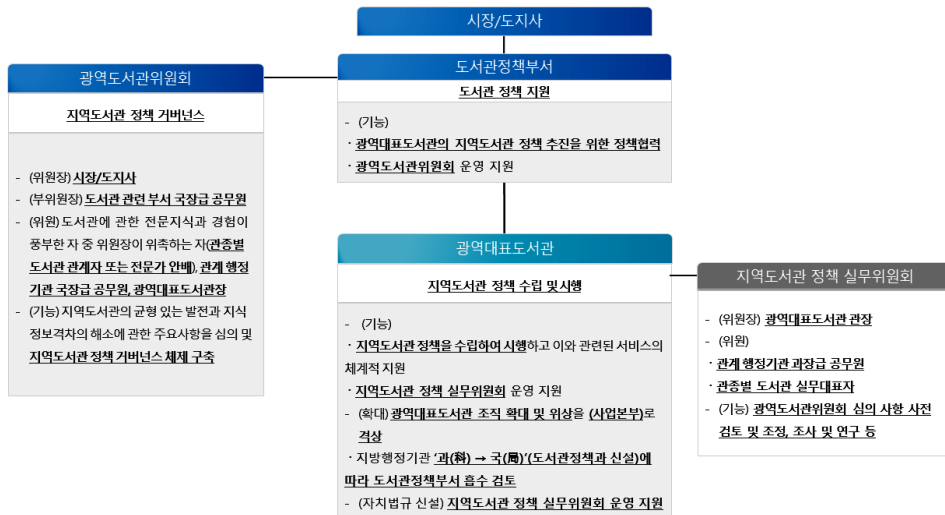 시장/도지사
광역도서관위원회
지역도서관 정책 거버넌스
- (위원장) 시장/도지사
- (부위원장) 도서관 관련 부서 국장급 공무원
- (위원) 도서관에 관한 전문지식과 경험이
풍부한 자 중 위원장이 위촉하는 자(관종별
도서관 관계자 또는 전문가 안배), 관계 행정
기관 국장급 공무원, 광역대표도서관장
- (기능) 지역도서관의 균형 있는 발전과 지식
정보격차의 해소에 관한 주요사항을 심의 및
지역도서관 정책 거버넌스 체제 구축
도서관정책부서
도서관 정책 지원
- (기능)
· 광역대표도서관의 지역도서관 정책 추진을 위한 정책협력
· 광역도서관위원회 운영 지원
광역대표도서관
지역도서관 정책 수립 및시행
- (기능)
· 지역도서관 정책을 수립하여 시행하고 이와 관련된 서비스의
체계적 지원
· 지역도서관 정책 실무위원회 운영 지원
- (확대) 광역대표도서관 조직 확대 및 위상을 (사업본부)로
격상
· 지방행정기관 '과(科) → 국(局)'(도서관정책과 신설)에
따라 도서관정책부서 흡수 검토
- (자치법규 신설) 지역도서관 정책 실무위원회 운영 지원
지역도서관 정책 실무위원회
- (위원장) 광역대표도서관 관장
- (위원)
· 관계 행정기관 과장급 공무원
· 관종별 도서관 실무대표자
- (기능) 광역도서관위원회 심의 사항 사전
검토 및 조정, 조사 및 연구 등